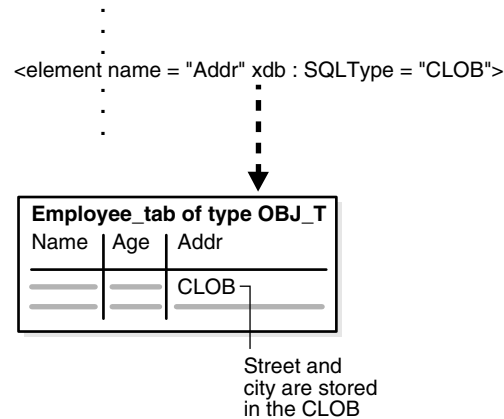 <element name = "Addr" xdb : SQLType = "CLOB">
Employee_tab of type OBJ_T
Name Age Addr
CLOB
Street and
city are stored
in the CLOB